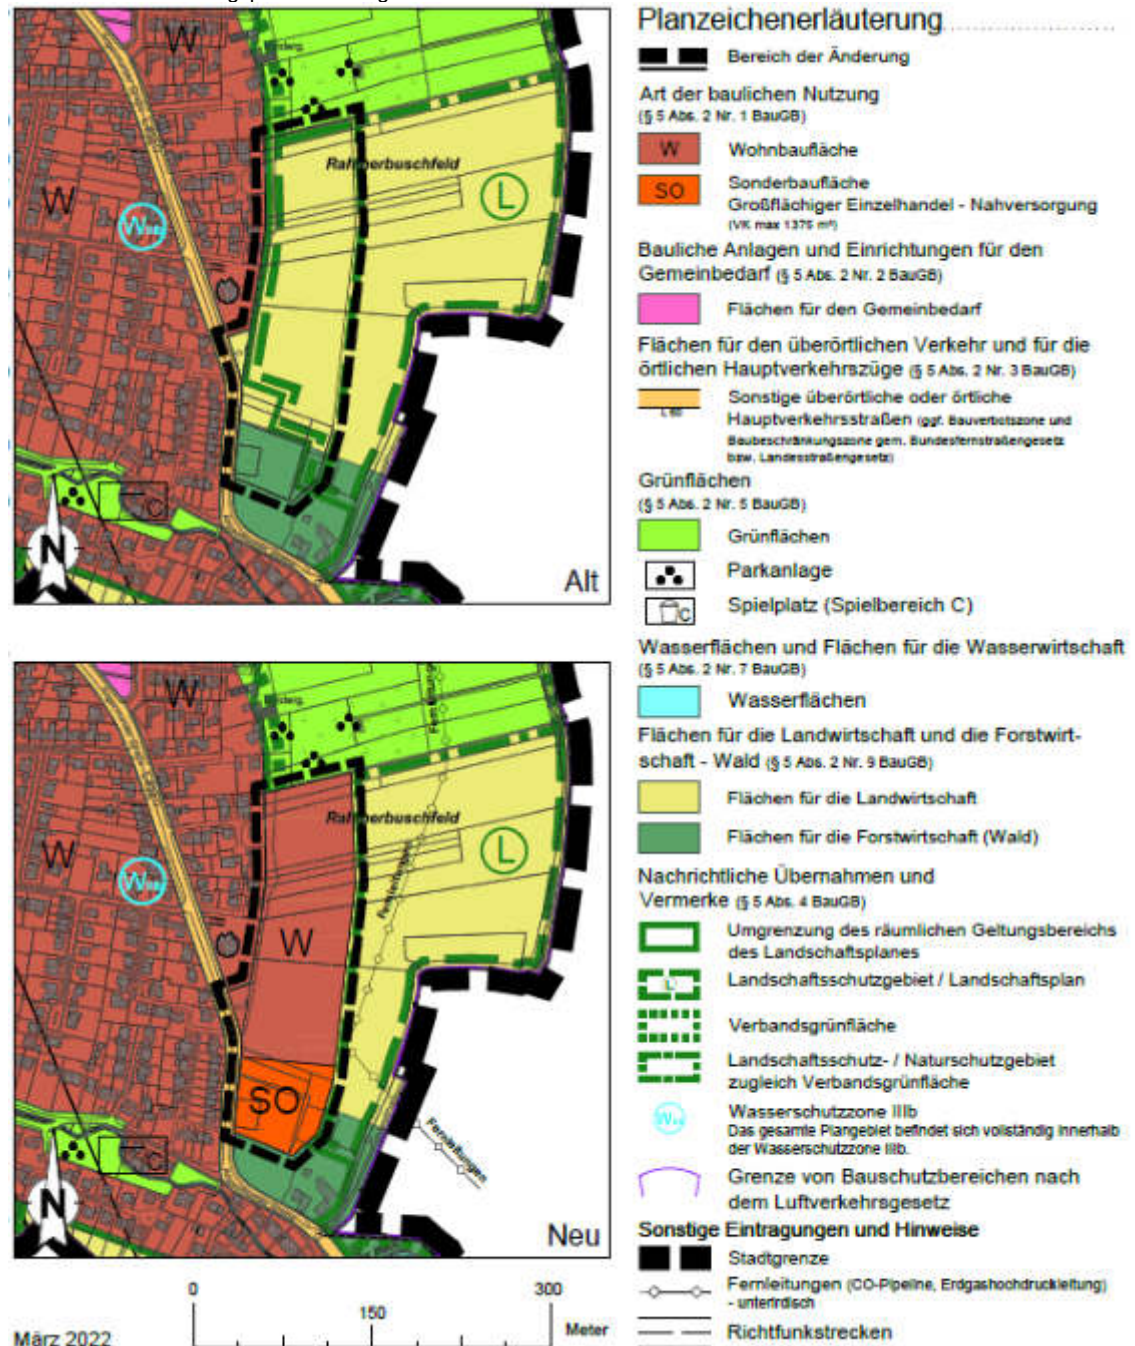 W
W
W
Rahmerbuschfeld
L
C
N
Alt
W
Rahmerbuschfeld
W
L
W
SO
Fernleitungen
Fernleitungen
C
N
Neu
0
150
300
Meter
März 2022
Planzeichenerläuterung
Bereich der Änderung
Art der baulichen Nutzung
(§ 5 Abs. 2 Nr. 1 BauGB)
W Wohnbaufläche
SO Sonderbaufläche
Großflächiger Einzelhandel - Nahversorgung
(VK max 1375 m²)
Bauliche Anlagen und Einrichtungen für den
Gemeinbedarf (§ 5 Abs. 2 Nr. 2 BauGB)
Flächen für den Gemeinbedarf
Flächen für den überörtlichen Verkehr und für die
örtlichen Hauptverkehrszüge (§ 5 Abs. 2 Nr. 3 BauGB)
Sonstige überörtliche oder örtliche
Hauptverkehrsstraßen (ggf. Bauverbotszone und
Baubeschränkungszone gem. Bundesfernstraßengesetz
bzw. Landesstraßengesetz)
Grünflächen
(§ 5 Abs. 2 Nr. 5 BauGB)
Grünflächen
Parkanlage
C Spielplatz (Spielbereich C)
Wasserflächen und Flächen für die Wasserwirtschaft
(§ 5 Abs. 2 Nr. 7 BauGB)
Wasserflächen
Flächen für die Landwirtschaft und die Forstwirt-
schaft - Wald (§ 5 Abs. 2 Nr. 9 BauGB)
Flächen für die Landwirtschaft
Flächen für die Forstwirtschaft (Wald)
Nachrichtliche Übernahmen und
Vermerke (§ 5 Abs. 4 BauGB)
Umgrenzung des räumlichen Geltungsbereichs
des Landschaftsplanes
L Landschaftsschutzgebiet / Landschaftsplan
Verbandsgrünfläche
Landschaftsschutz- / Naturschutzgebiet
zugleich Verbandsgrünfläche
Wasserschutzzone IIIb
Das gesamte Plangebiet befindet sich vollständig innerhalb
der Wasserschutzzone IIIb.
Grenze von Bauschutzbereichen nach
dem Luftverkehrsgesetz
Sonstige Eintragungen und Hinweise
Stadtgrenze
Fernleitungen (CO-Pipeline, Erdgashochdruckleitung)
- unterirdisch
Richtfunkstrecken